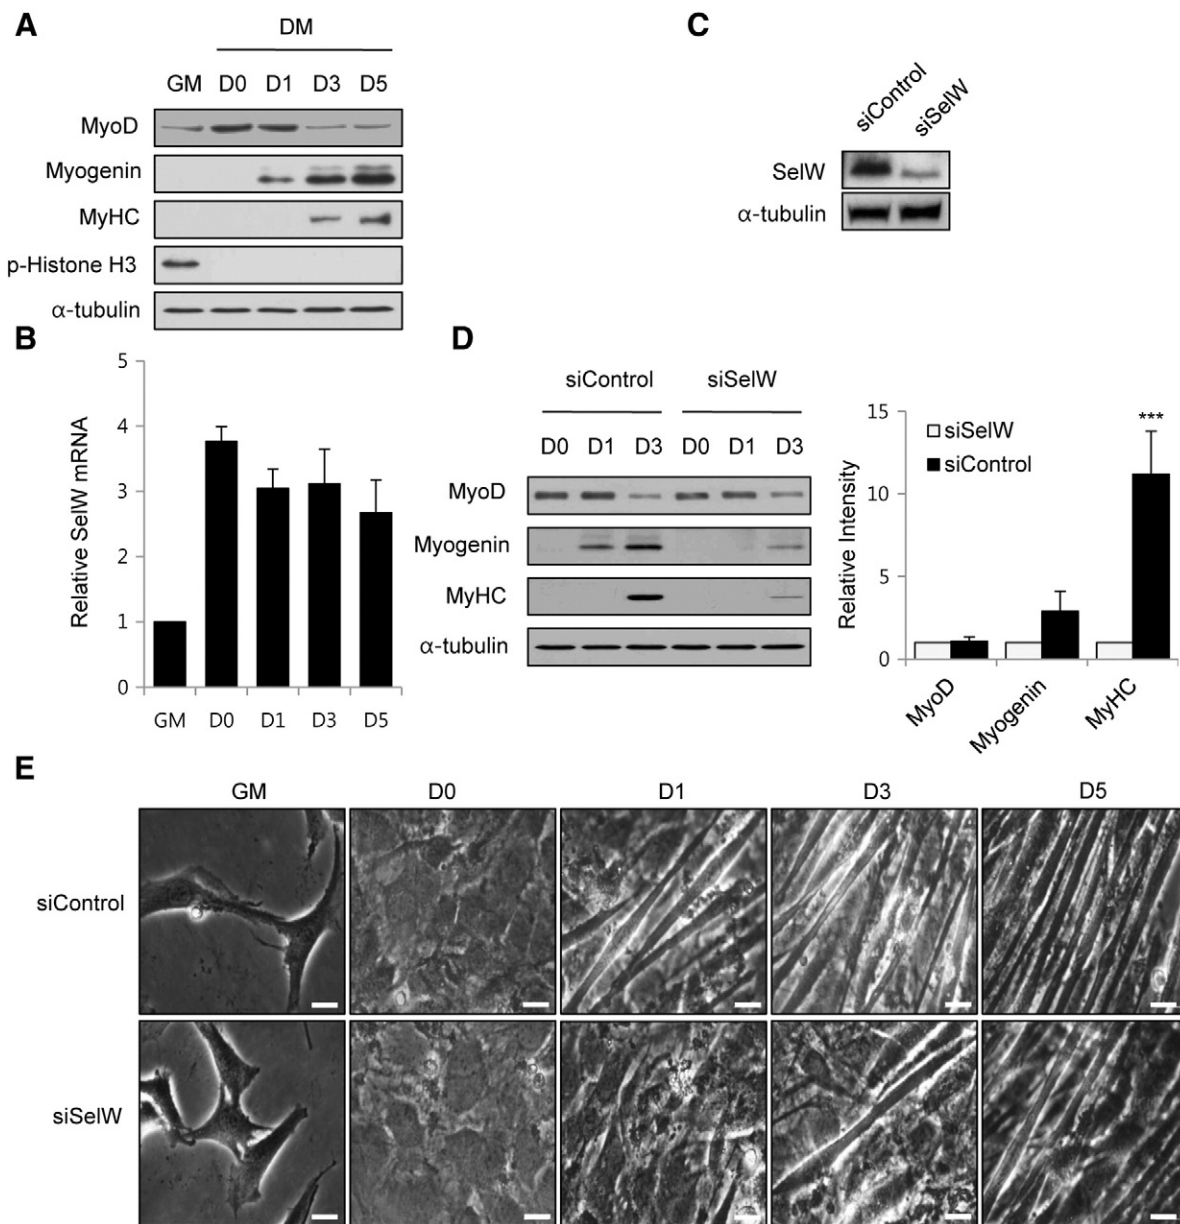 A
DM
GM D0 D1 D3 D5
MyoD
Myogenin
MyHC
p-Histone H3
α-tubulin
B
5
4
3
2
1
0
Relative SelW mRNA
GM D0 D1 D3 D5
C
siControl siSelW
SelW
α-tubulin
D
siControl siSelW
D0 D1 D3 D0 D1 D3
MyoD
Myogenin
MyHC
α-tubulin
15
10
5
0
Relative Intensity
siSelW
siControl
***
MyoD Myogenin MyHC
E
GM D0 D1 D3 D5
siControl
siSelW